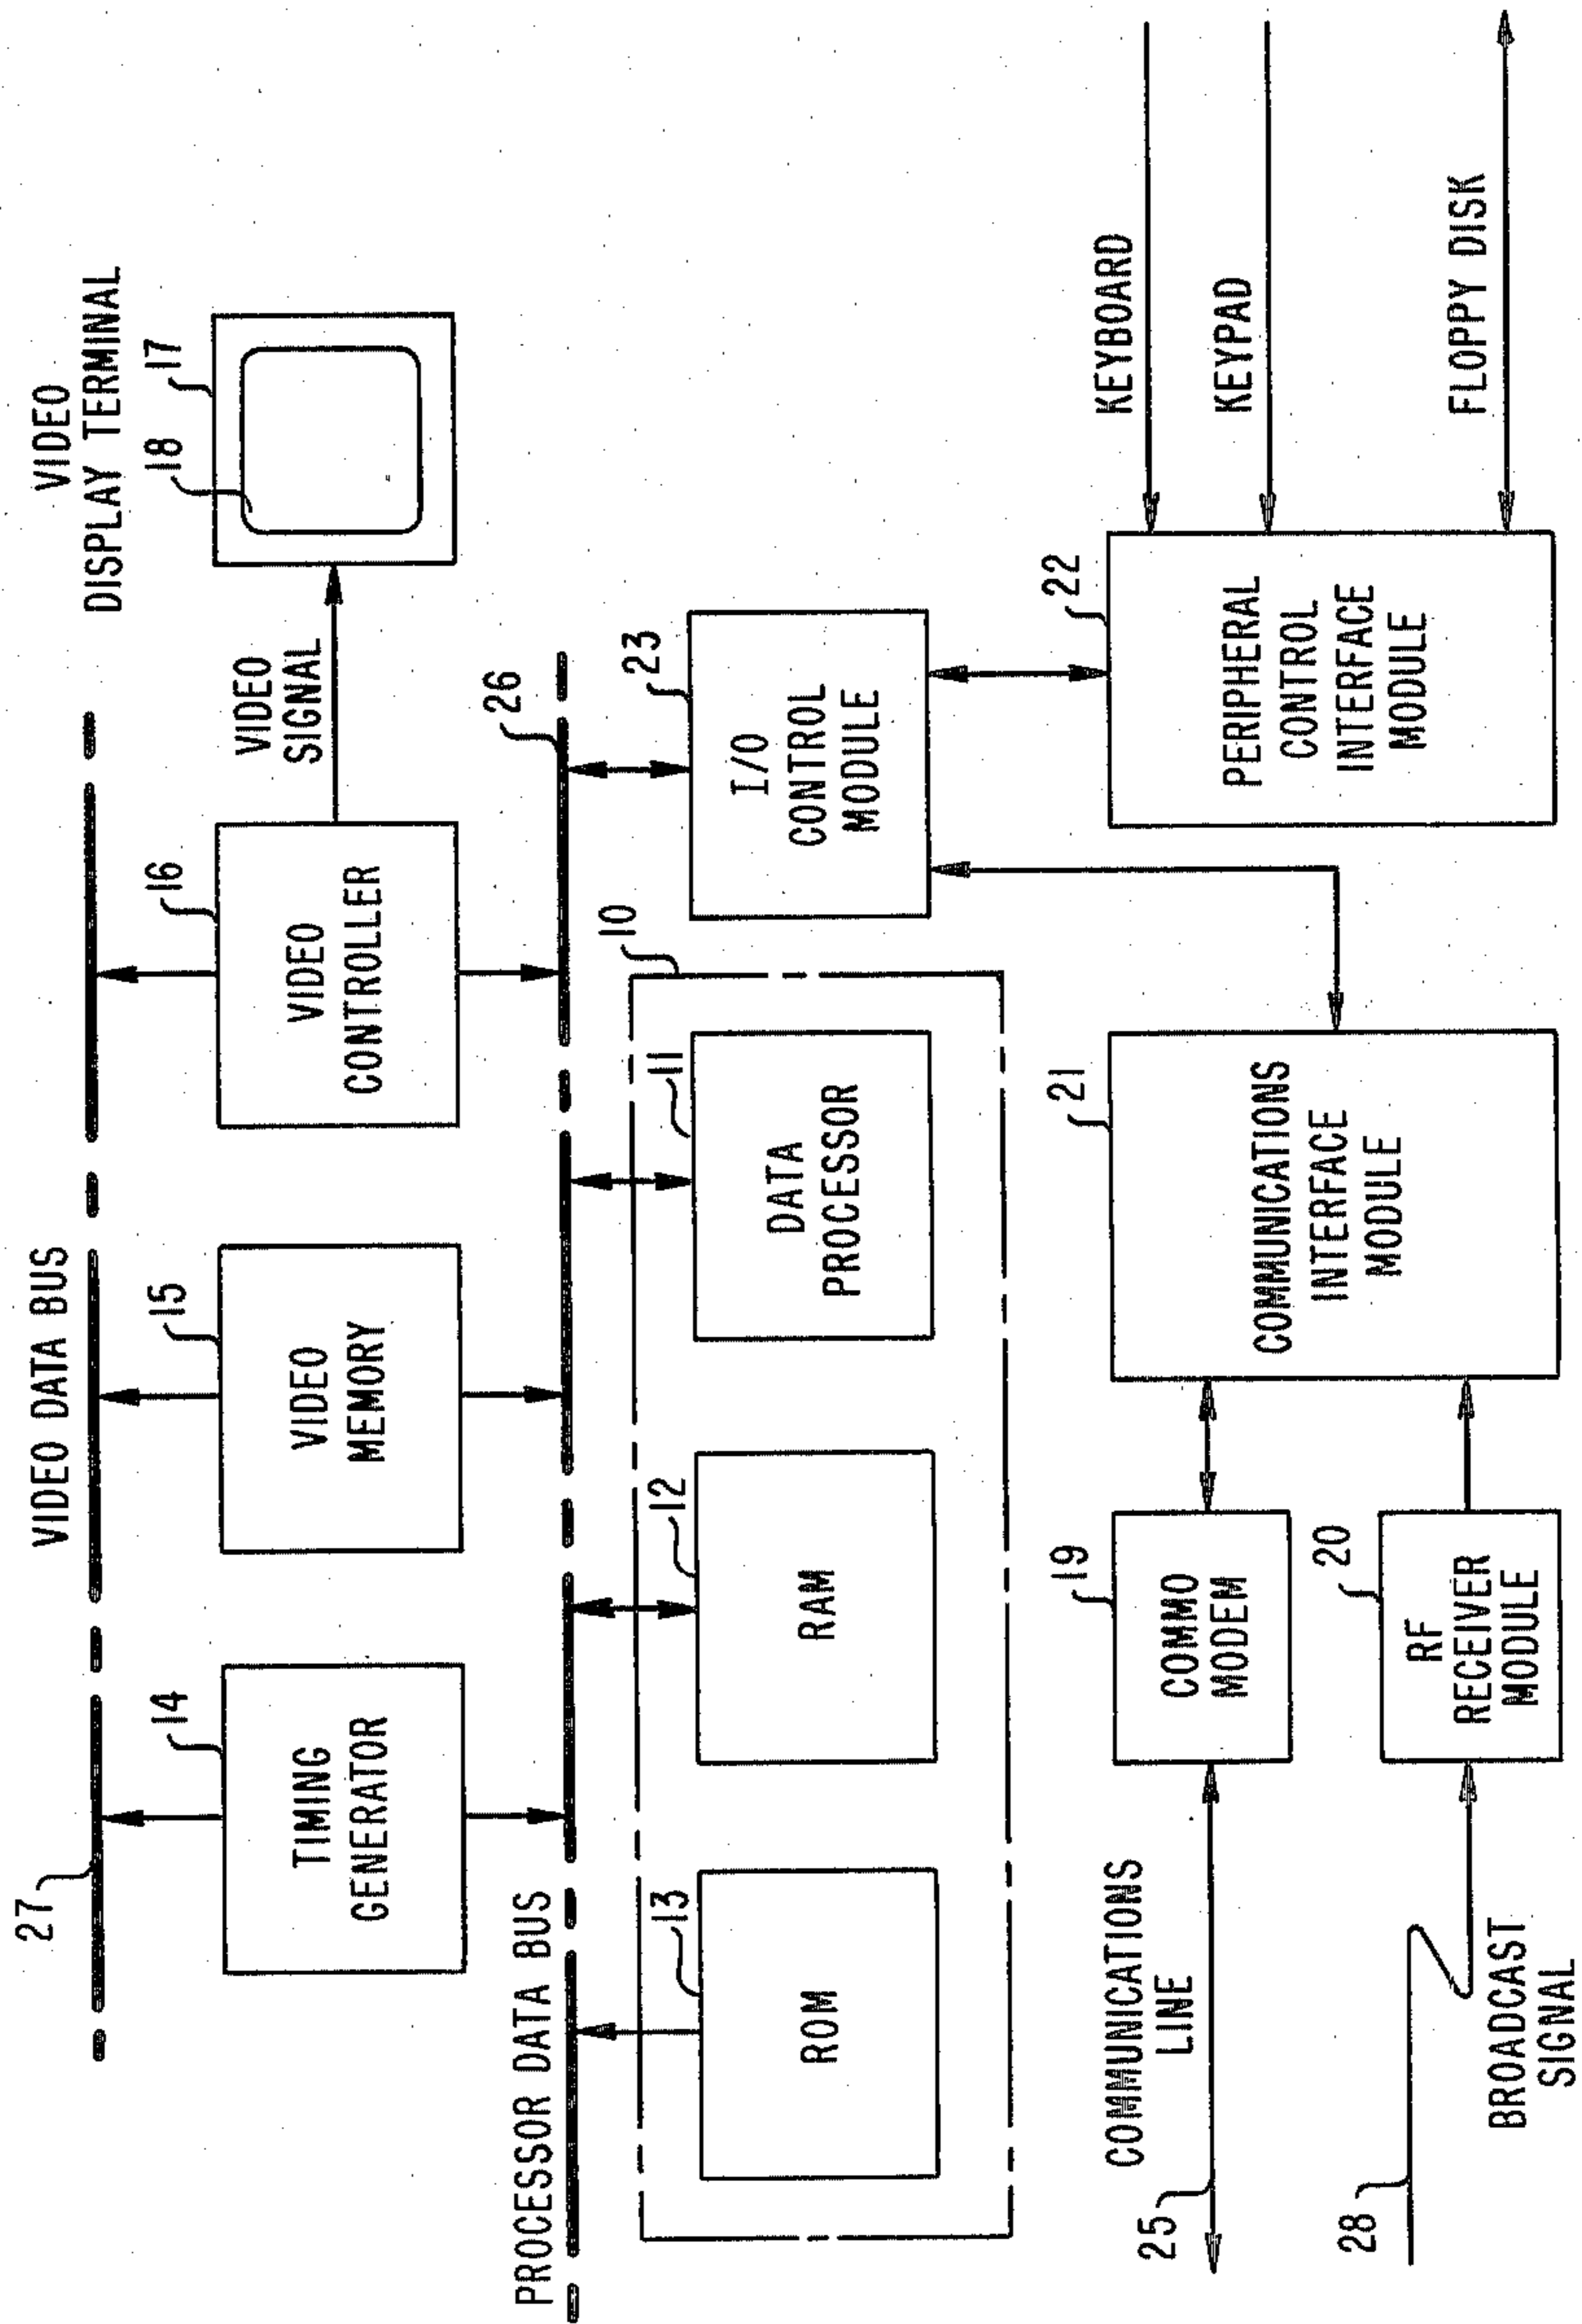 VIDEO DATA BUS
27
14
TIMING
GENERATOR
15
VIDEO
MEMORY
16
VIDEO
CONTROLLER
VIDEO
SIGNAL
VIDEO
DISPLAY TERMINAL
18
17
PROCESSOR DATA BUS
26
13
ROM
12
RAM
11
DATA
PROCESSOR
10
23
I/O
CONTROL
MODULE
COMMUNICATIONS
LINE
25
19
COMMO
MODEM
28
BROADCAST
SIGNAL
20
RF
RECEIVER
MODULE
21
COMMUNICATIONS
INTERFACE
MODULE
22
PERIPHERAL
CONTROL
INTERFACE
MODULE
KEYBOARD
KEYPAD
FLOPPY DISK